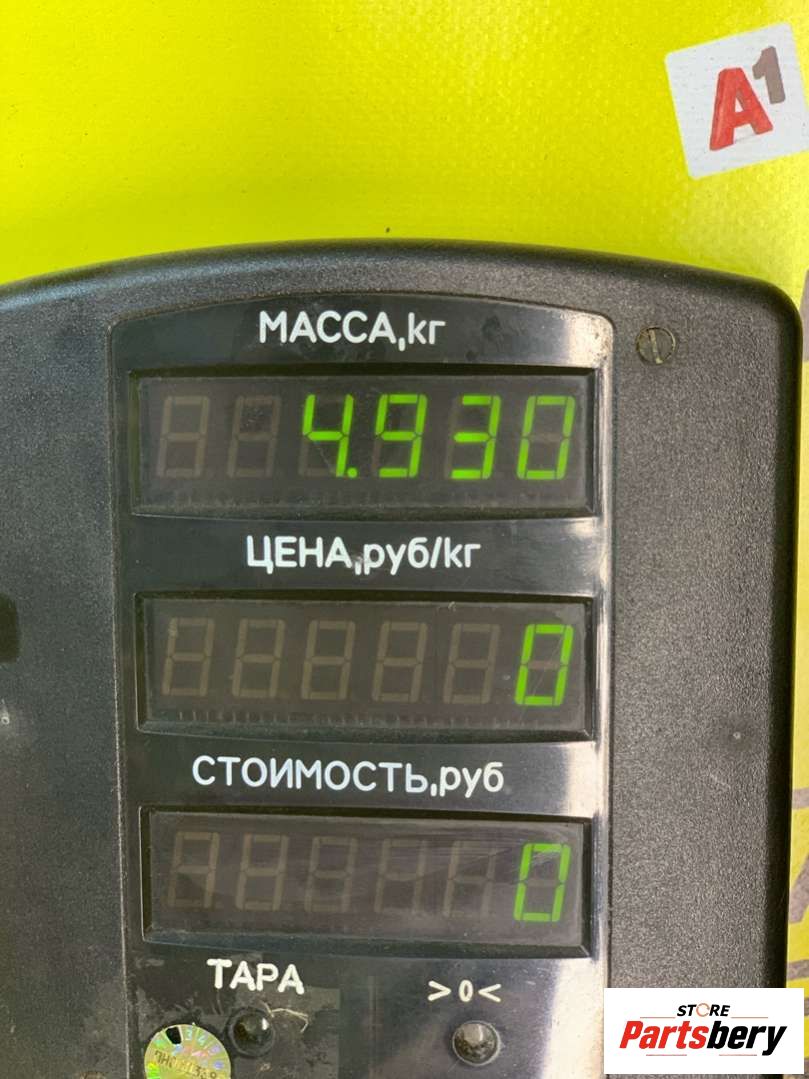 A1
МАССА,кг
4.930
ЦЕНА,руб/кг
0
СТОИМОСТЬ,руб
0
ТАРА >0<
STORE
Partsbery